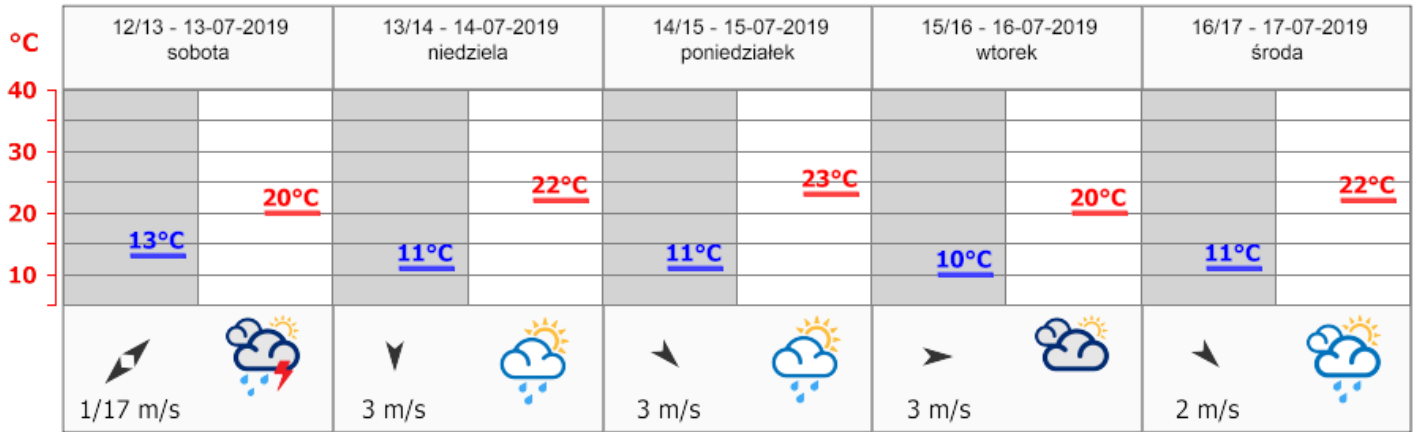 °C
12/13 - 13-07-2019
sobota
13/14 - 14-07-2019
niedziela
14/15 - 15-07-2019
poniedziałek
15/16 - 16-07-2019
wtorek
16/17 - 17-07-2019
środa
40
30
20
10
13°C
20°C
11°C
22°C
11°C
23°C
10°C
20°C
11°C
22°C
1/17 m/s
3 m/s
3 m/s
3 m/s
2 m/s